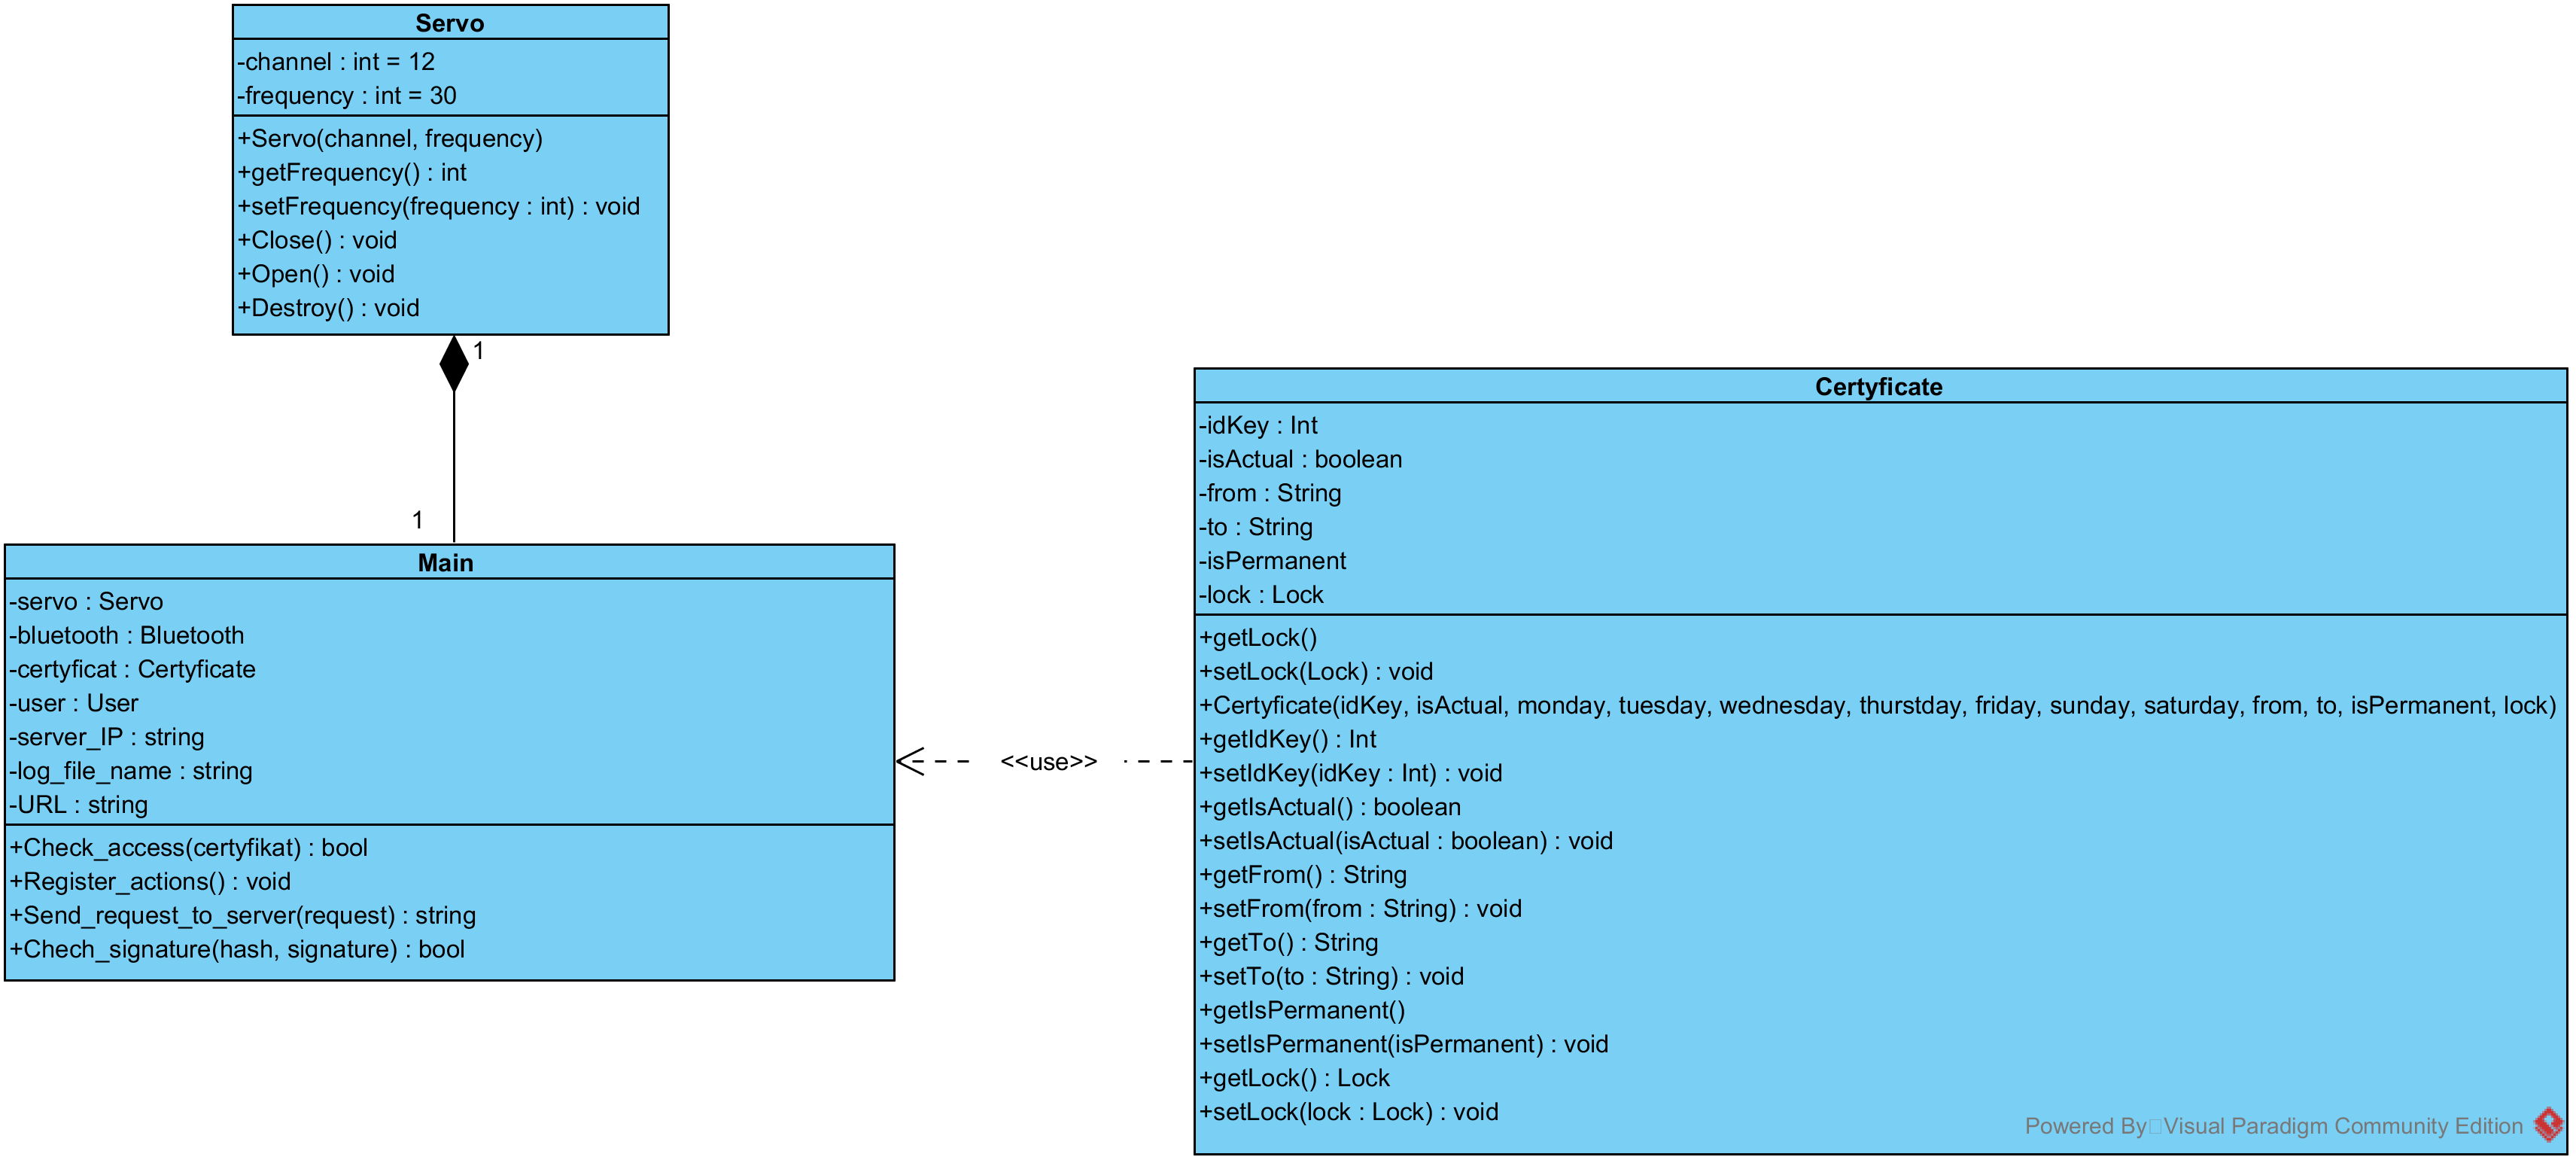 Servo
-channel : int = 12
-frequency : int = 30
+Servo(channel, frequency)
+getFrequency() : int
+setFrequency(frequency : int) : void
+Close() : void
+Open() : void
+Destroy() : void
1
1
Main
-servo : Servo
-bluetooth : Bluetooth
-certyficat : Certyficate
-user : User
-server_IP : string
-log_file_name : string
-URL : string
+Check_access(certyfikat) : bool
+Register_actions() : void
+Send_request_to_server(request) : string
+Chech_signature(hash, signature) : bool
<<use>>
Certyficate
-idKey : Int
-isActual : boolean
-from : String
-to : String
-isPermanent
-lock : Lock
+getLock()
+setLock(Lock) : void
+Certyficate(idKey, isActual, monday, tuesday, wednesday, thurstday, friday, sunday, saturday, from, to, isPermanent, lock)
+getIdKey() : Int
+setIdKey(idKey : Int) : void
+getIsActual() : boolean
+setIsActual(isActual : boolean) : void
+getFrom() : String
+setFrom(from : String) : void
+getTo() : String
+setTo(to : String) : void
+getIsPermanent()
+setIsPermanent(isPermanent) : void
+getLock() : Lock
+setLock(lock : Lock) : void
Powered By Visual Paradigm Community Edition